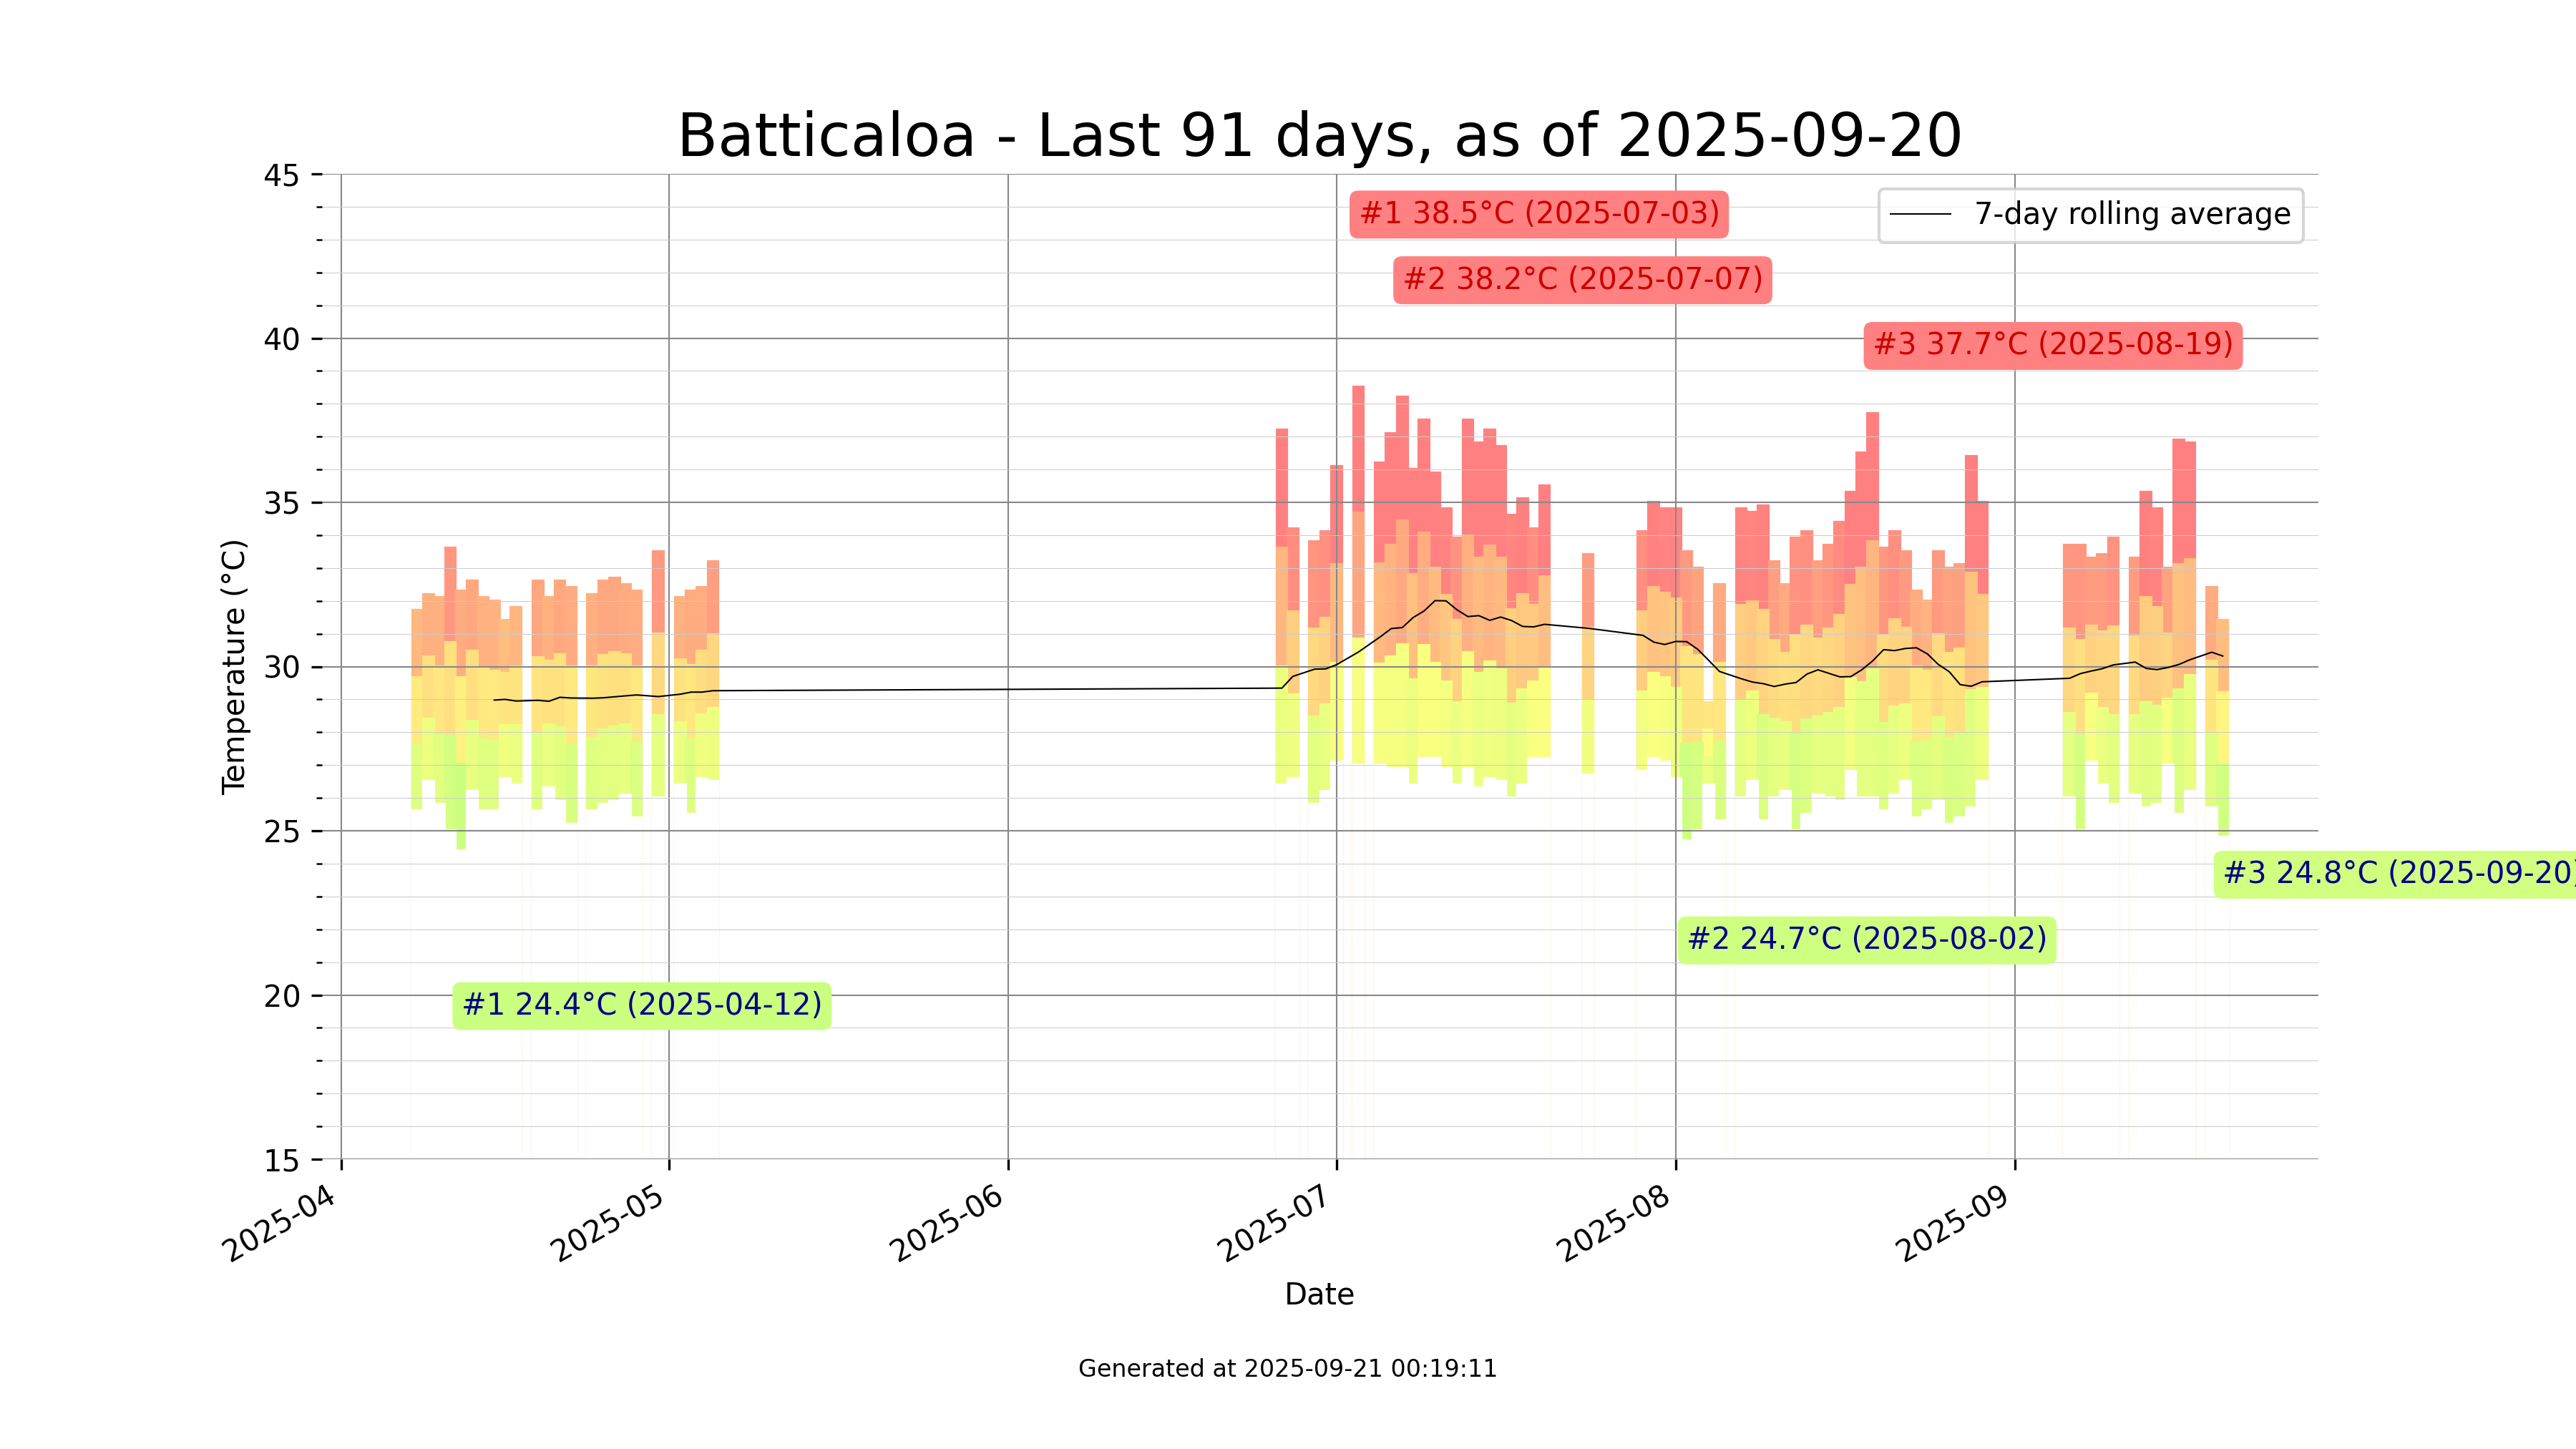 Batticaloa - Last 91 days, as of 2025-09-20
45
40
35
30
25
20
15
Temperature (°C)
7-day rolling average
#1 38.5°C (2025-07-03)
#2 38.2°C (2025-07-07)
#3 37.7°C (2025-08-19)
#3 24.8°C (2025-09-20)
#2 24.7°C (2025-08-02)
#1 24.4°C (2025-04-12)
2025-04
2025-05
2025-06
2025-07
2025-08
2025-09
Date
Generated at 2025-09-21 00:19:11